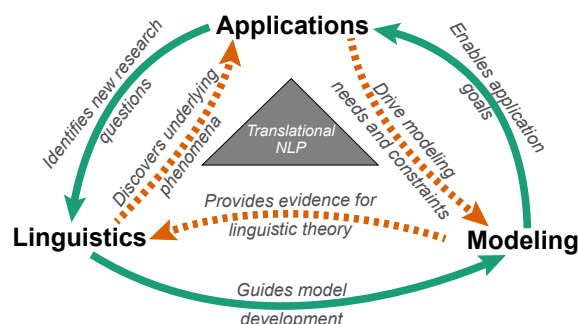 Applications
Identifies new research
questions
Discovers underlying
phenomena
Translational
NLP
Drive modeling
needs and constraints
Enables application
goals
Provides evidence for
linguistic theory
Linguistics
Modeling
Guides model
development